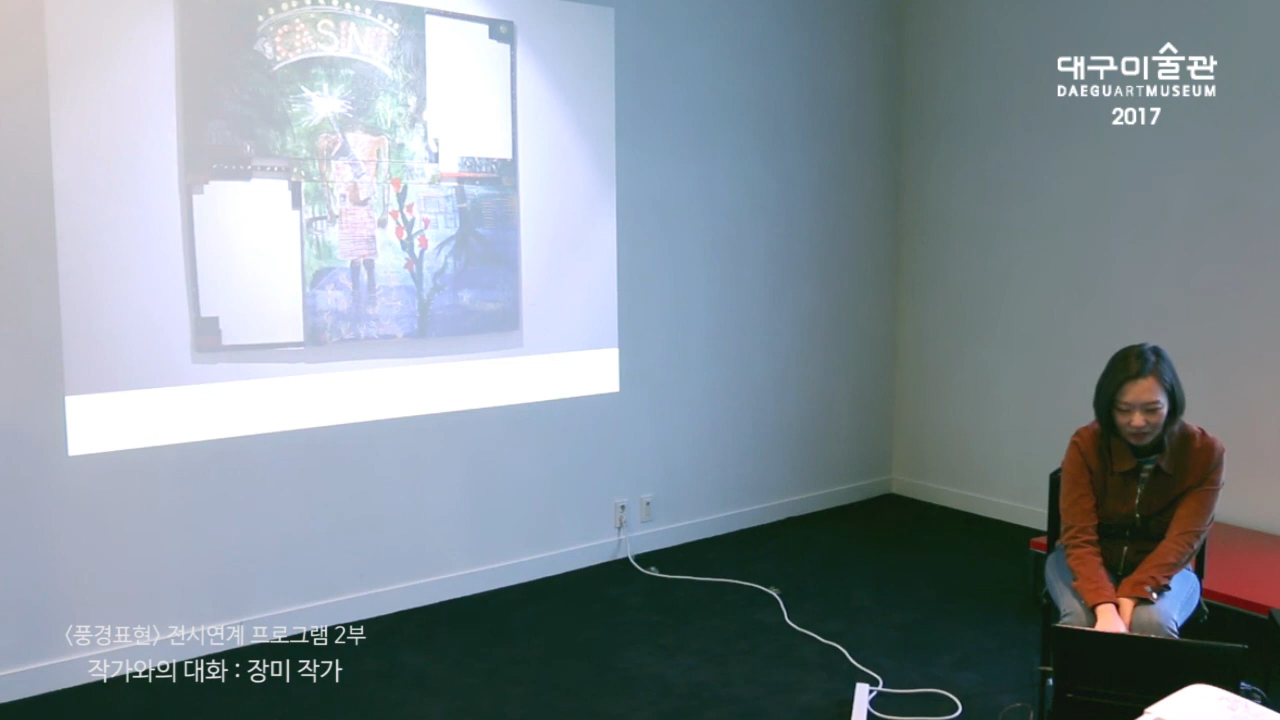 CASINO
대구미술관
DAEGUARTMUSEUM
2017
<풍경표현> 전시연계 프로그램 2부
작가와의 대화 : 장미 작가